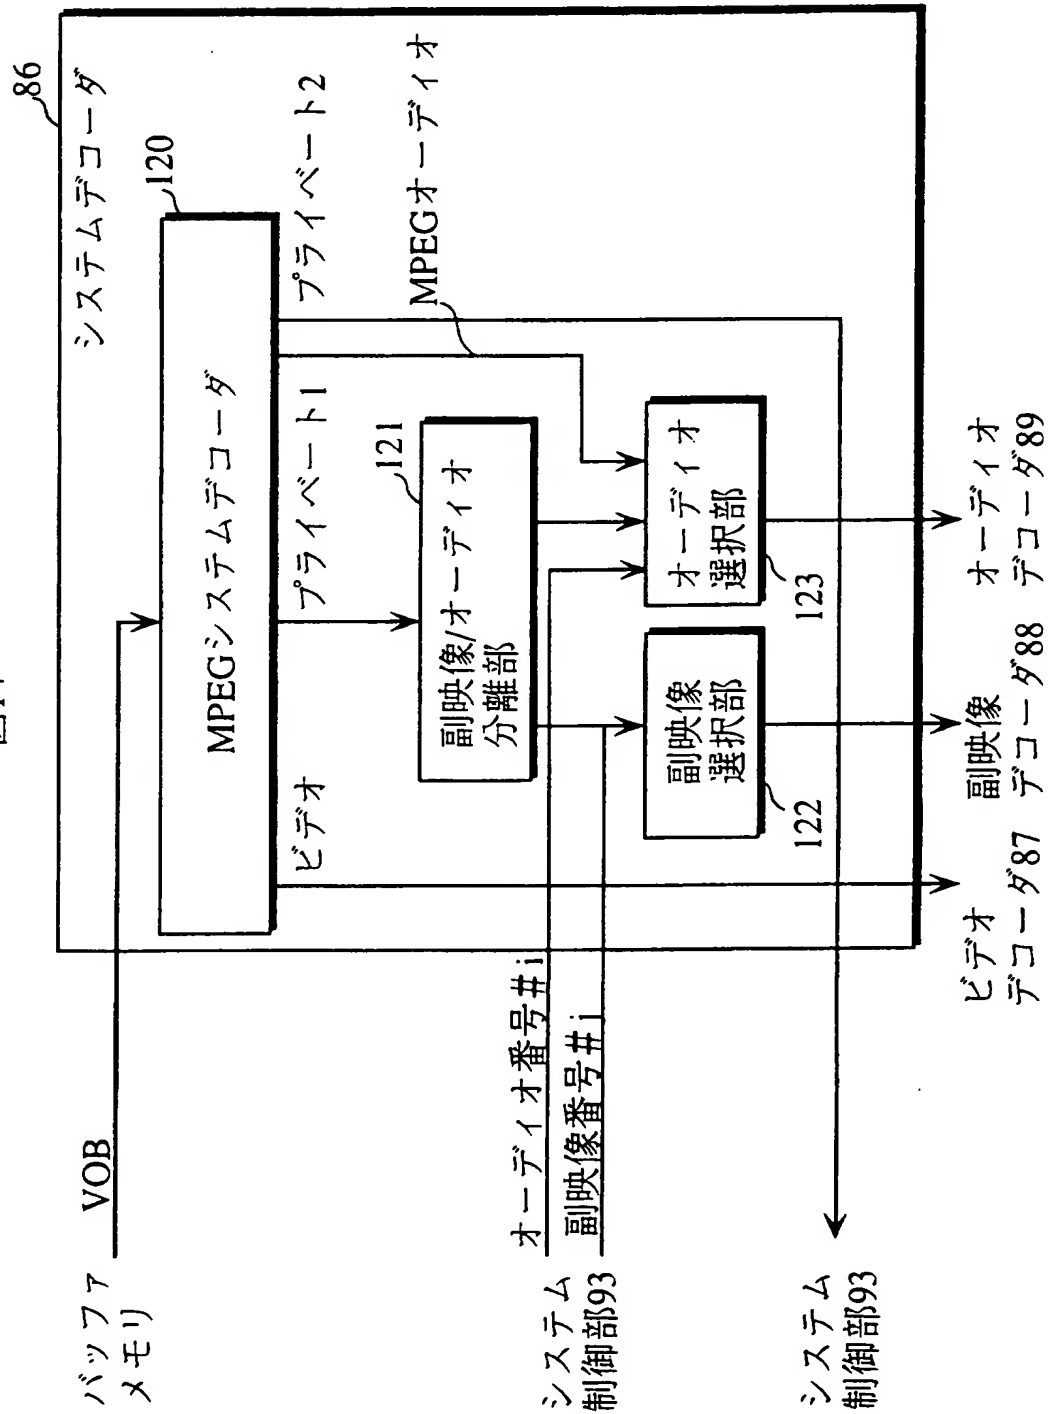 86
システムデコーダ
120
バッファ
メモリ
VOB
MPEGシステムデコーダ
ビデオ
プライベート1
プライベート2
MPEGオーディオ
121
副映像/オーディオ
分離部
システム
制御部93
オーディオ番号#i
副映像番号#j
122
副映像
選択部
123
オーディオ
選択部
システム
制御部93
ビデオ
デコーダ87
副映像
デコーダ88
オーディオ
デコーダ89